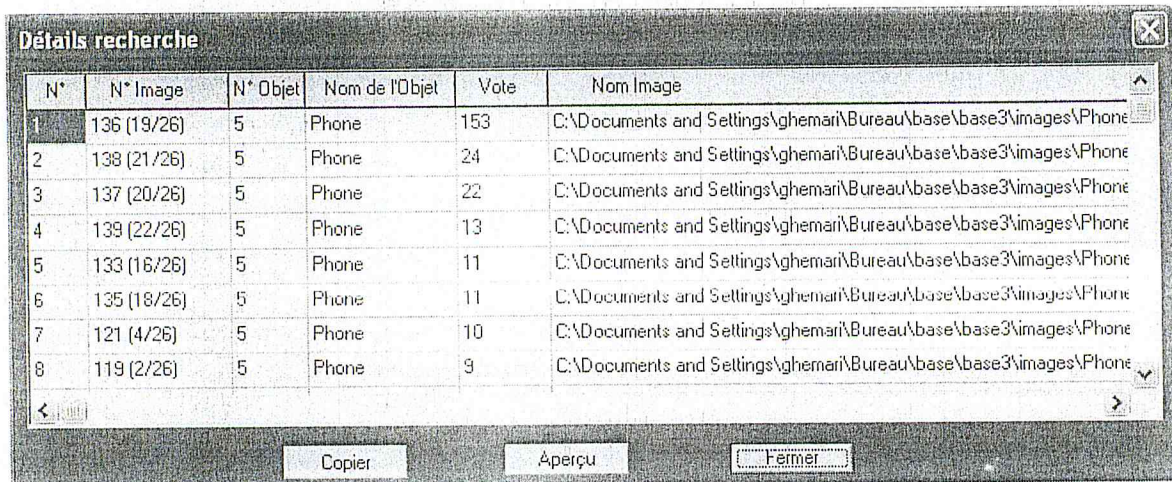 Détails recherche
N° N° Image N° Objet Nom de l'Objet Vote Nom Image
1 136 (19/26) 5 Phone 153 C:\Documents and Settings\ghemari\Bureau\base\base3\images\Phone
2 138 (21/26) 5 Phone 24 C:\Documents and Settings\ghemari\Bureau\base\base3\images\Phone
3 137 (20/26) 5 Phone 22 C:\Documents and Settings\ghemari\Bureau\base\base3\images\Phone
4 139 (22/26) 5 Phone 13 C:\Documents and Settings\ghemari\Bureau\base\base3\images\Phone
5 133 (16/26) 5 Phone 11 C:\Documents and Settings\ghemari\Bureau\base\base3\images\Phone
6 135 (18/26) 5 Phone 11 C:\Documents and Settings\ghemari\Bureau\base\base3\images\Phone
7 121 (4/26) 5 Phone 10 C:\Documents and Settings\ghemari\Bureau\base\base3\images\Phone
8 119 (2/26) 5 Phone 9 C:\Documents and Settings\ghemari\Bureau\base\base3\images\Phone
Copier Aperçu Fermer